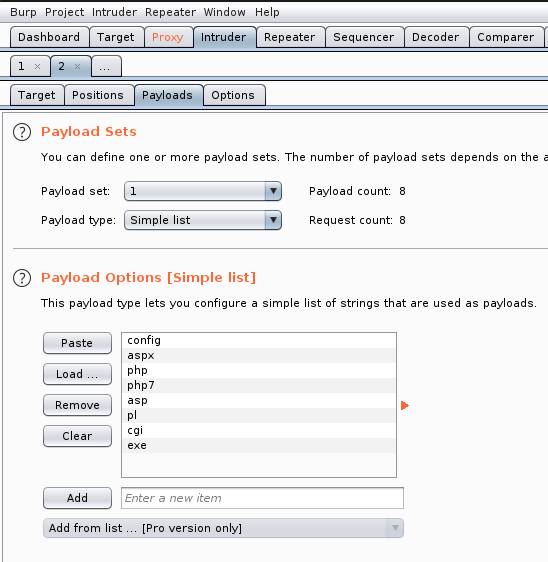 Burp Project Intruder Repeater Window Help
Dashboard Target Proxy Intruder Repeater Sequencer Decoder Comparer
1 × 2 × ...
Target Positions Payloads Options
? Payload Sets
You can define one or more payload sets. The number of payload sets depends on the a
Payload set: 1 Payload count: 8
Payload type: Simple list Request count: 8
? Payload Options [Simple list]
This payload type lets you configure a simple list of strings that are used as payloads.
Paste
Load ...
Remove
Clear
config
aspx
php
php7
asp
pl
cgi
exe
Add Enter a new item
Add from list ... [Pro version only]